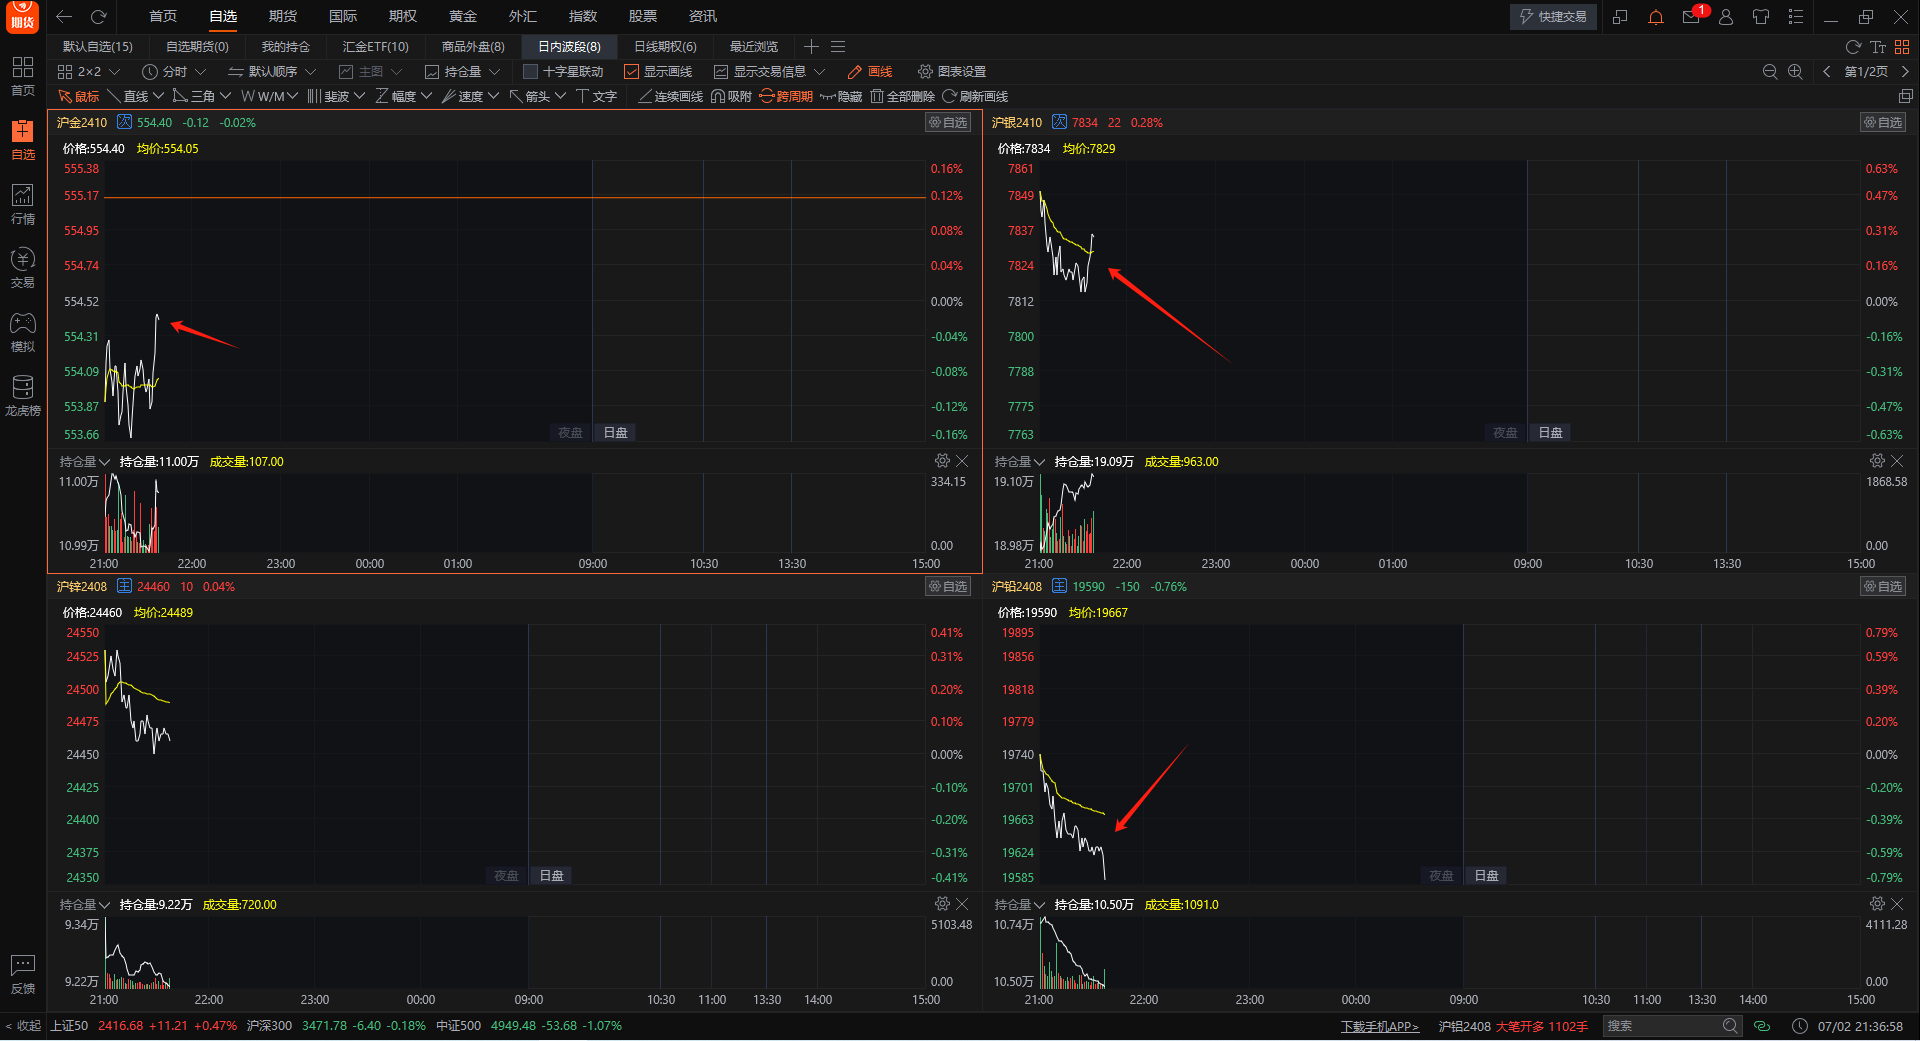 期货 首页 自选 期货 国际 期权 黄金 外汇 指数 股票 资讯 快捷交易 1
默认自选(15) 自选期货(0) 我的持仓 汇金ETF(10) 商品外盘(8) 日内波段(8) 日线期权(6) 最近浏览
2×2 分时 默认顺序 主图 持仓量 十字星联动 显示画线 显示交易信息 画线 图表设置 第1/2页
鼠标 直线 三角 W/M 斐波 幅度 速度 箭头 文字 连续画线 吸附 跨周期 隐藏 全部删除 刷新画线
首页
自选
行情
交易
模拟
龙虎榜
反馈
沪金2410 次 554.40 -0.12 -0.02% 自选
价格:554.40 均价:554.05
555.38 0.16%
555.17 0.12%
554.95 0.08%
554.74 0.04%
554.52 0.00%
554.31 -0.04%
554.09 -0.08%
553.87 -0.12%
553.66 夜盘 日盘 -0.16%
持仓量 持仓量:11.00万 成交量:107.00
11.00万 334.15
10.99万 0.00
21:00 22:00 23:00 00:00 01:00 09:00 10:30 13:30 15:00
沪银2410 次 7834 22 0.28% 自选
价格:7834 均价:7829
7861 0.63%
7849 0.47%
7837 0.31%
7824 0.16%
7812 0.00%
7800 -0.16%
7788 -0.31%
7775 -0.47%
7763 夜盘 日盘 -0.63%
持仓量 持仓量:19.09万 成交量:963.00
19.10万 1868.58
18.98万 0.00
21:00 22:00 23:00 00:00 01:00 09:00 10:30 13:30 15:00
沪锌2408 主 24460 10 0.04% 自选
价格:24460 均价:24489
24550 0.41%
24525 0.31%
24500 0.20%
24475 0.10%
24450 0.00%
24425 -0.10%
24400 -0.20%
24375 -0.31%
24350 夜盘 日盘 -0.41%
持仓量 持仓量:9.22万 成交量:720.00
9.34万 5103.48
9.22万 0.00
21:00 22:00 23:00 00:00 09:00 10:30 11:00 13:30 14:00 15:00
沪铅2408 主 19590 -150 -0.76% 自选
价格:19590 均价:19667
19895 0.79%
19856 0.59%
19818 0.39%
19779 0.20%
19740 0.00%
19701 -0.20%
19663 -0.39%
19624 -0.59%
19585 夜盘 日盘 -0.79%
持仓量 持仓量:10.50万 成交量:1091.0
10.74万 4111.28
10.50万 0.00
21:00 22:00 23:00 00:00 09:00 10:30 11:00 13:30 14:00 15:00
< 收起 上证50 2416.68 +11.21 +0.47% 沪深300 3471.78 -6.40 -0.18% 中证500 4949.48 -53.68 -1.07% 下载手机APP> 沪铝2408 大笔开多 1102手 搜索 07/02 21:36:58